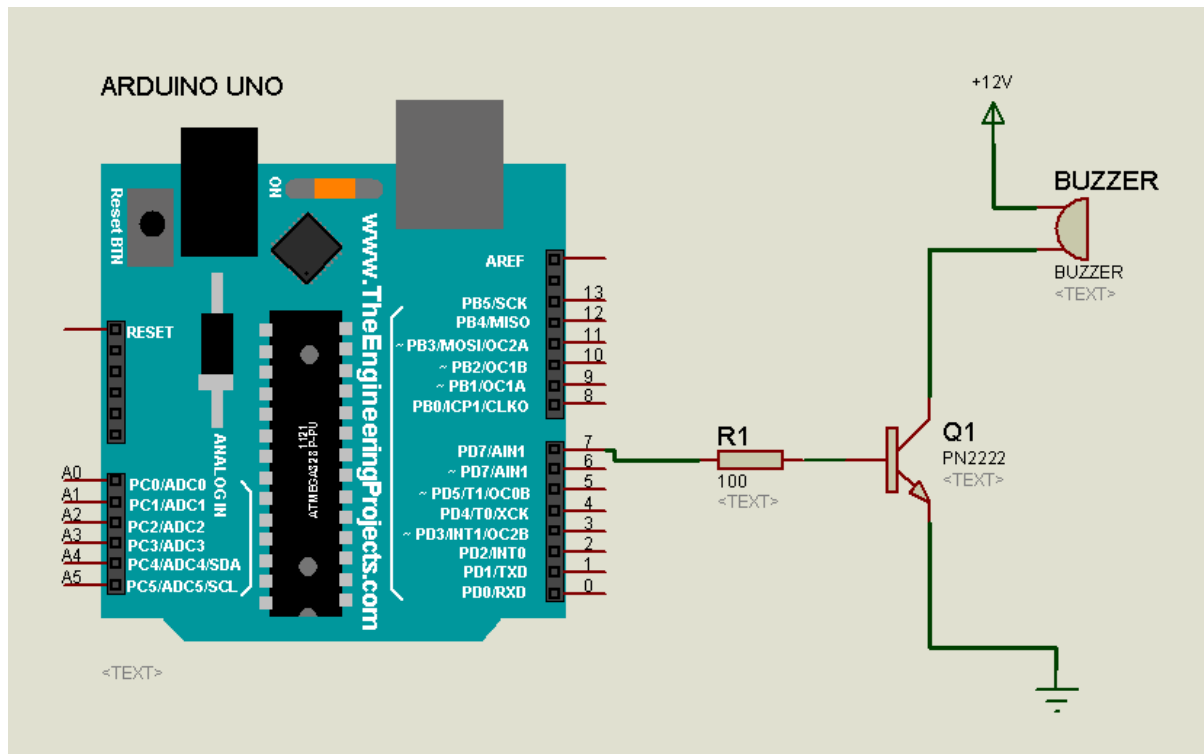 ARDUINO UNO
+12V
BUZZER
BUZZER
<TEXT>
Reset BTN
ON
www.TheEngineeringProjects.com
AREF
PB5/SCK 13
PB4/MISO 12
~ PB3/MOSI/OC2A 11
~ PB2/OC1B 10
~ PB1/OC1A 9
PB0/ICP1/CLKO 8
RESET
ANALOG IN
ATMEGA328P-PU
1121
PD7/AIN1 7
~ PD7/AIN1 6
~ PD5/T1/OC0B 5
PD4/T0/XCK 4
~ PD3/INT1/OC2B 3
PD2/INT0 2
PD1/TXD 1
PD0/RXD 0
A0 PC0/ADC0
A1 PC1/ADC1
A2 PC2/ADC2
A3 PC3/ADC3
A4 PC4/ADC4/SDA
A5 PC5/ADC5/SCL
<TEXT>
R1
100
<TEXT>
Q1
PN2222
<TEXT>